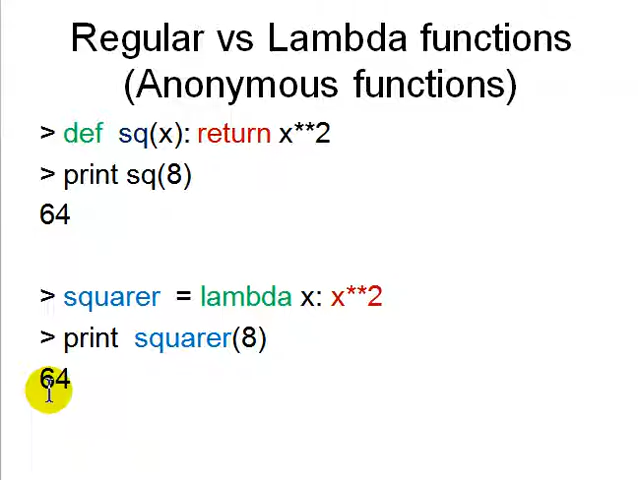 Regular vs Lambda functions
(Anonymous functions)
> def sq(x): return x**2
> print sq(8)
64
> squarer = lambda x: x**2
> print squarer(8)
64